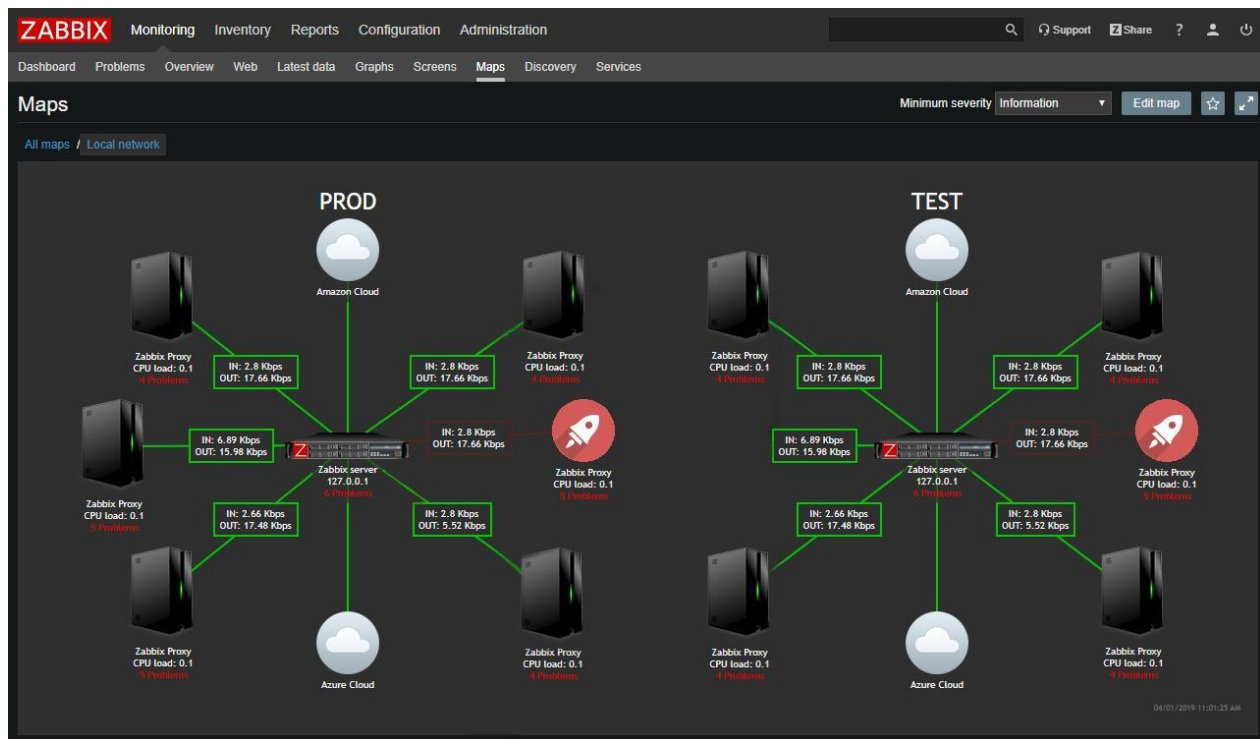 ZABBIX Monitoring Inventory Reports Configuration Administration Support Z Share ?
Dashboard Problems Overview Web Latest data Graphs Screens Maps Discovery Services
Maps Minimum severity Information Edit map
All maps / Local network
PROD
Amazon Cloud
Zabbix Proxy
CPU load: 0.1
4 Problems
Zabbix Proxy
CPU load: 0.1
4 Problems
IN: 2.8 Kbps
OUT: 17.66 Kbps
IN: 2.8 Kbps
OUT: 17.66 Kbps
IN: 6.89 Kbps
OUT: 15.98 Kbps
IN: 2.8 Kbps
OUT: 17.66 Kbps
Z
Zabbix server
127.0.0.1
6 Problems
Zabbix Proxy
CPU load: 0.1
5 Problems
Zabbix Proxy
CPU load: 0.1
5 Problems
IN: 2.66 Kbps
OUT: 17.48 Kbps
IN: 2.8 Kbps
OUT: 5.52 Kbps
Zabbix Proxy
CPU load: 0.1
5 Problems
Zabbix Proxy
CPU load: 0.1
4 Problems
Azure Cloud
TEST
Amazon Cloud
Zabbix Proxy
CPU load: 0.1
4 Problems
Zabbix Proxy
CPU load: 0.1
4 Problems
IN: 2.8 Kbps
OUT: 17.66 Kbps
IN: 2.8 Kbps
OUT: 17.66 Kbps
IN: 6.89 Kbps
OUT: 15.98 Kbps
IN: 2.8 Kbps
OUT: 17.66 Kbps
Z
Zabbix server
127.0.0.1
6 Problems
Zabbix Proxy
CPU load: 0.1
5 Problems
IN: 2.66 Kbps
OUT: 17.48 Kbps
IN: 2.8 Kbps
OUT: 5.52 Kbps
Zabbix Proxy
CPU load: 0.1
4 Problems
Zabbix Proxy
CPU load: 0.1
4 Problems
Azure Cloud
04/01/2019 11:01:25 AM